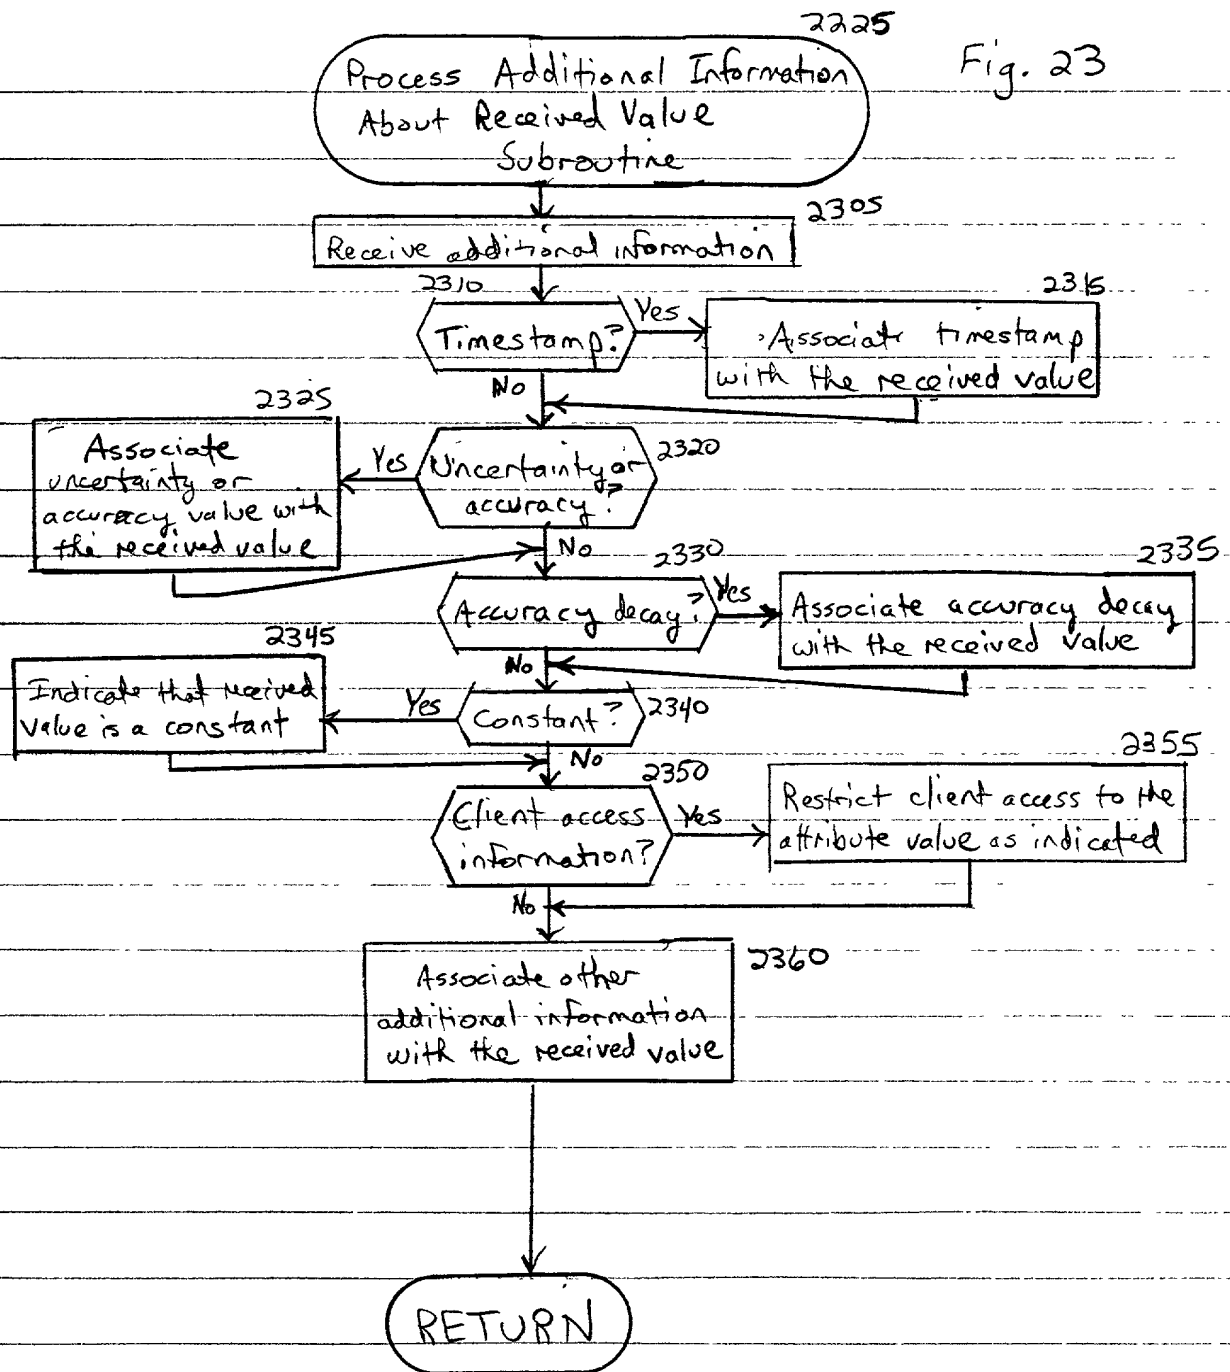 2225
Fig. 23
Process Additional Information
About Received Value
Subroutine
2305
Receive additional information
2310
Timestamp?
Yes
2315
Associate timestamp
with the received value
No
2325
Associate
uncertainty or
accuracy value with
the received value
Yes
Uncertainty or
accuracy?
2320
No
2330
Accuracy decay?
Yes
2335
Associate accuracy decay
with the received value
No
2345
Indicate that received
value is a constant
Yes
Constant?
2340
No
2350
Client access
information?
Yes
2355
Restrict client access to the
attribute value as indicated
No
2360
Associate other
additional information
with the received value
RETURN